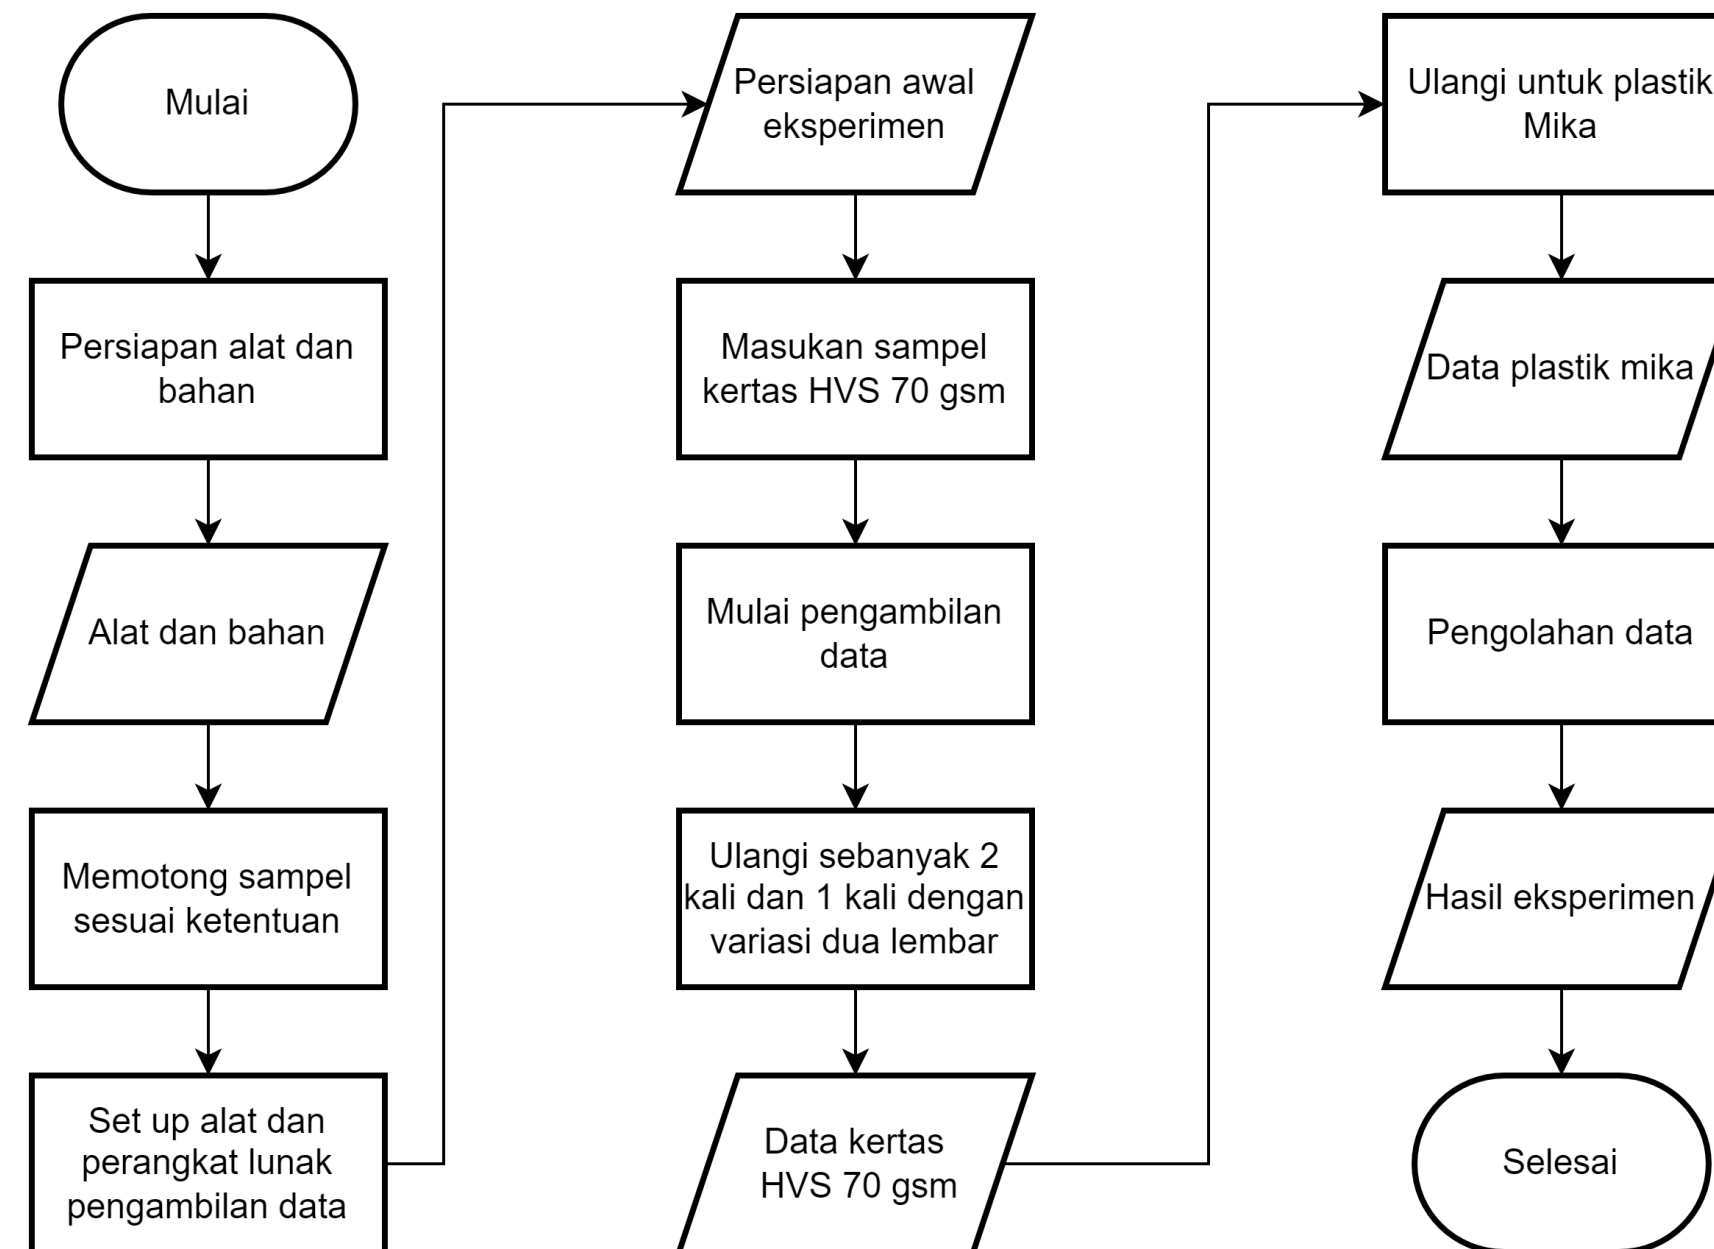 Mulai
Persiapan alat dan
bahan
Alat dan bahan
Memotong sampel
sesuai ketentuan
Set up alat dan
perangkat lunak
pengambilan data
Persiapan awal
eksperimen
Masukan sampel
kertas HVS 70 gsm
Mulai pengambilan
data
Ulangi sebanyak 2
kali dan 1 kali dengan
variasi dua lembar
Data kertas
HVS 70 gsm
Ulangi untuk plastik
Mika
Data plastik mika
Pengolahan data
Hasil eksperimen
Selesai